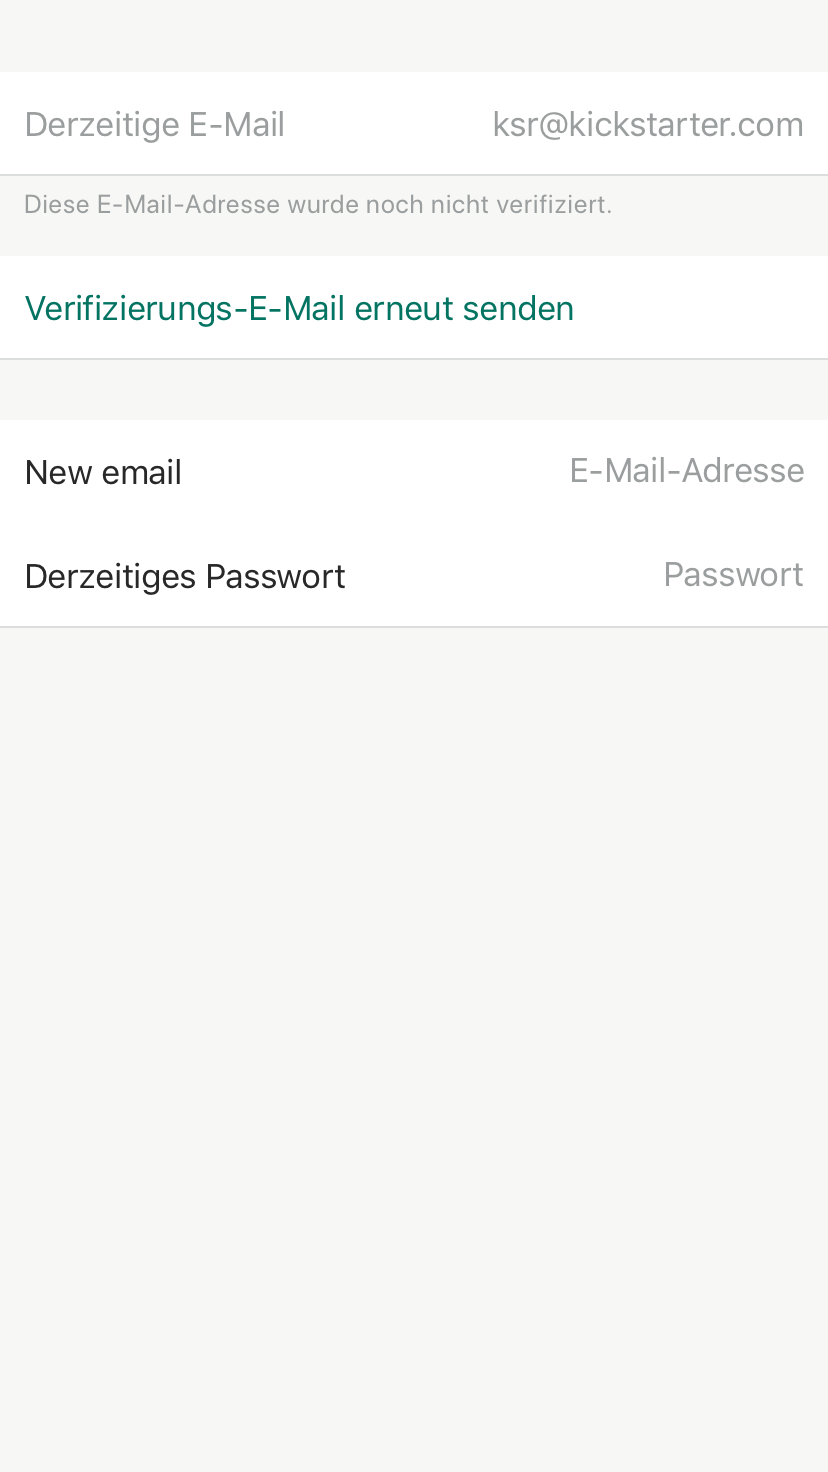 Derzeitige E-Mail ksr@kickstarter.com
Diese E-Mail-Adresse wurde noch nicht verifiziert.
Verifizierungs-E-Mail erneut senden
New email E-Mail-Adresse
Derzeitiges Passwort Passwort